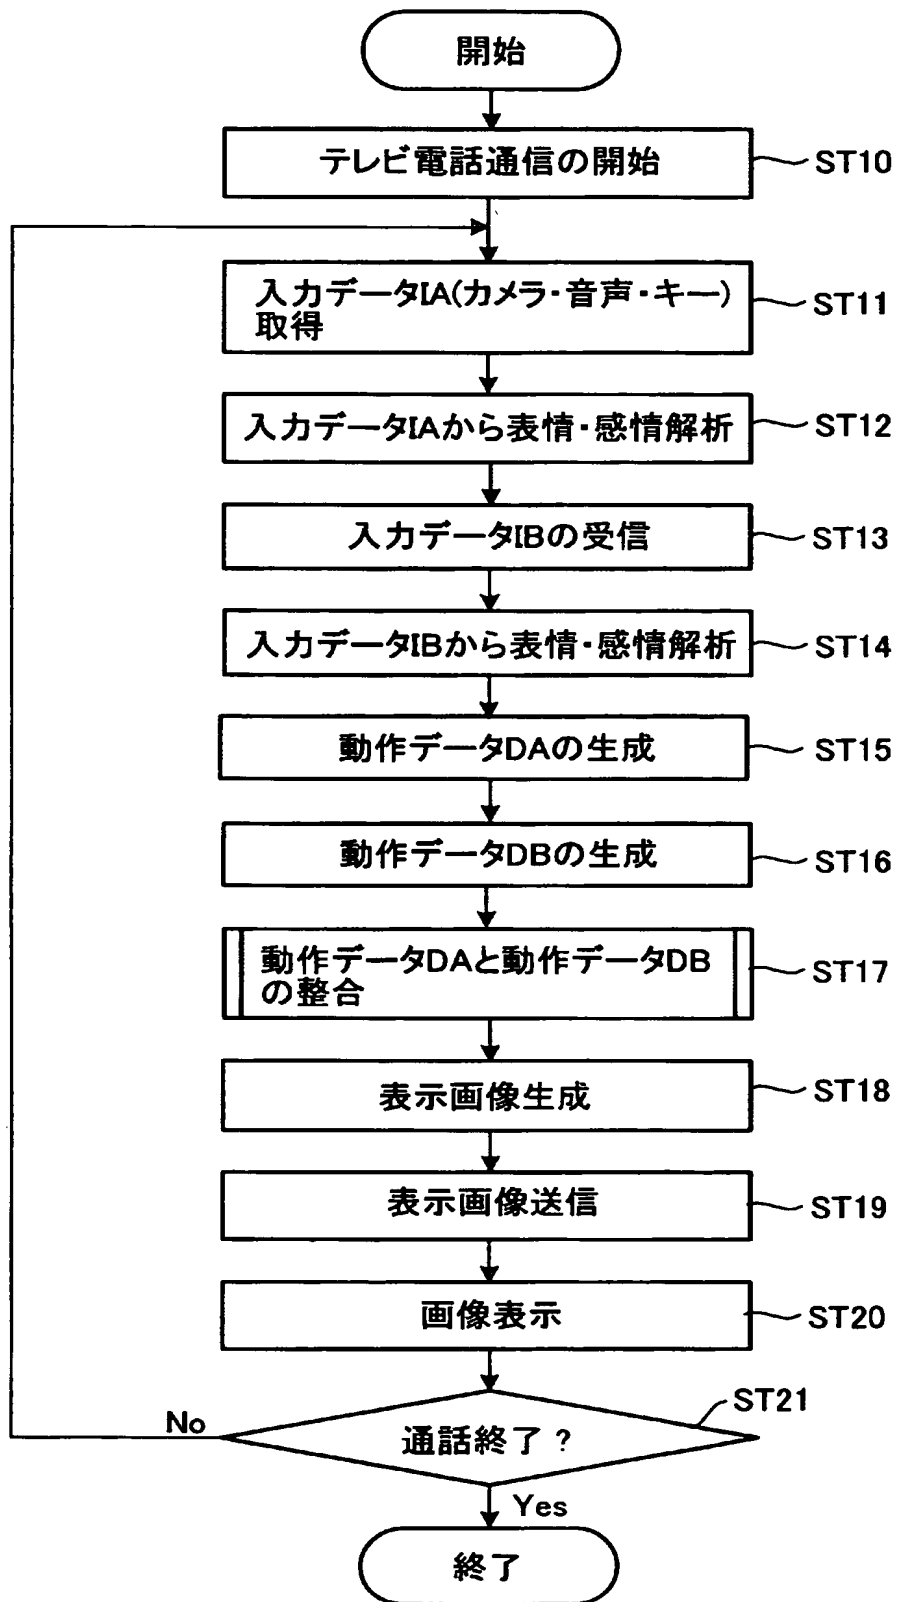 開始
テレビ電話通信の開始
ST10
入力データIA(カメラ・音声・キー)
取得
ST11
入力データIAから表情・感情解析
ST12
入力データIBの受信
ST13
入力データIBから表情・感情解析
ST14
動作データDAの生成
ST15
動作データDBの生成
ST16
動作データDAと動作データDB
の整合
ST17
表示画像生成
ST18
表示画像送信
ST19
画像表示
ST20
通話終了?
ST21
No
Yes
終了